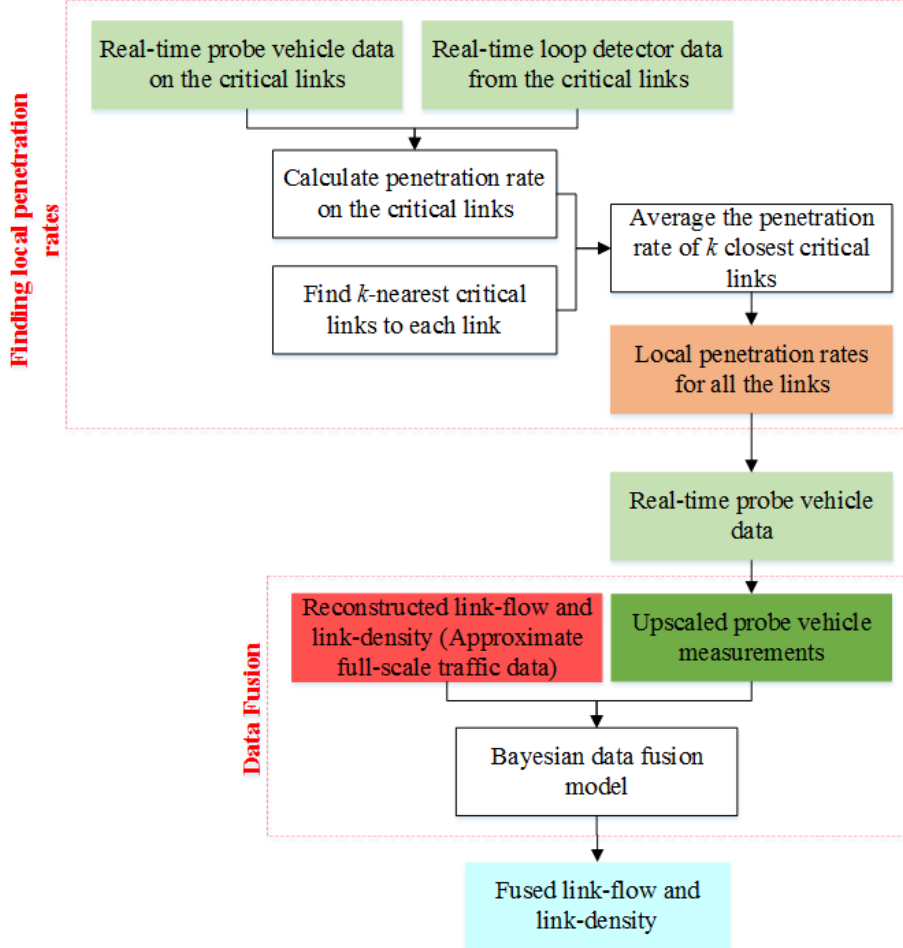 Finding local penetration
rates
Real-time probe vehicle data
on the critical links
Real-time loop detector data
from the critical links
Calculate penetration rate
on the critical links
Find k-nearest critical
links to each link
Average the penetration
rate of k closest critical
links
Local penetration rates
for all the links
Real-time probe vehicle
data
Data Fusion
Reconstructed link-flow and
link-density (Approximate
full-scale traffic data)
Upscaled probe vehicle
measurements
Bayesian data fusion
model
Fused link-flow and
link-density